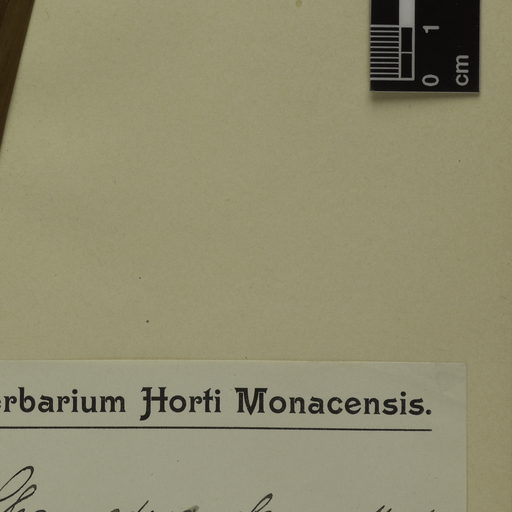 0 1
cm
erbarium Horti Monacensis.